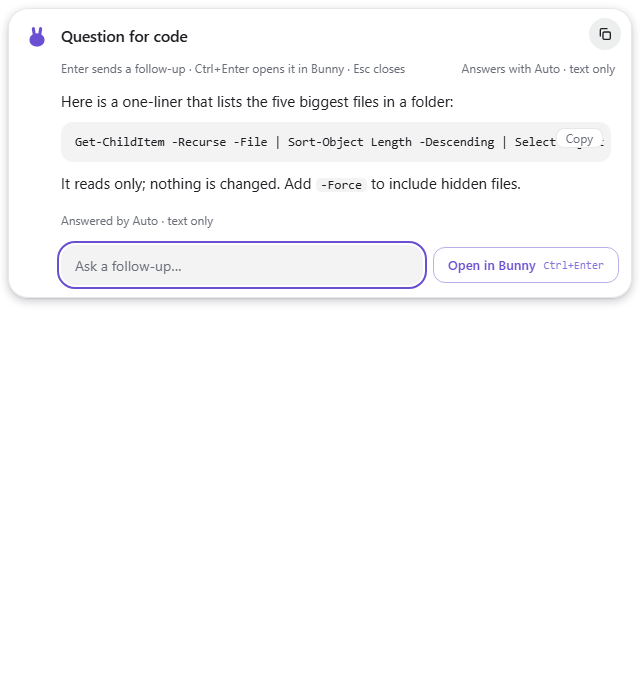 Question for code
Enter sends a follow-up · Ctrl+Enter opens it in Bunny · Esc closes
Answers with Auto · text only
Here is a one-liner that lists the five biggest files in a folder:
Get-ChildItem -Recurse -File | Sort-Object Length -Descending | Select
Copy
It reads only; nothing is changed. Add -Force to include hidden files.
Answered by Auto · text only
Ask a follow-up...
Open in Bunny Ctrl+Enter